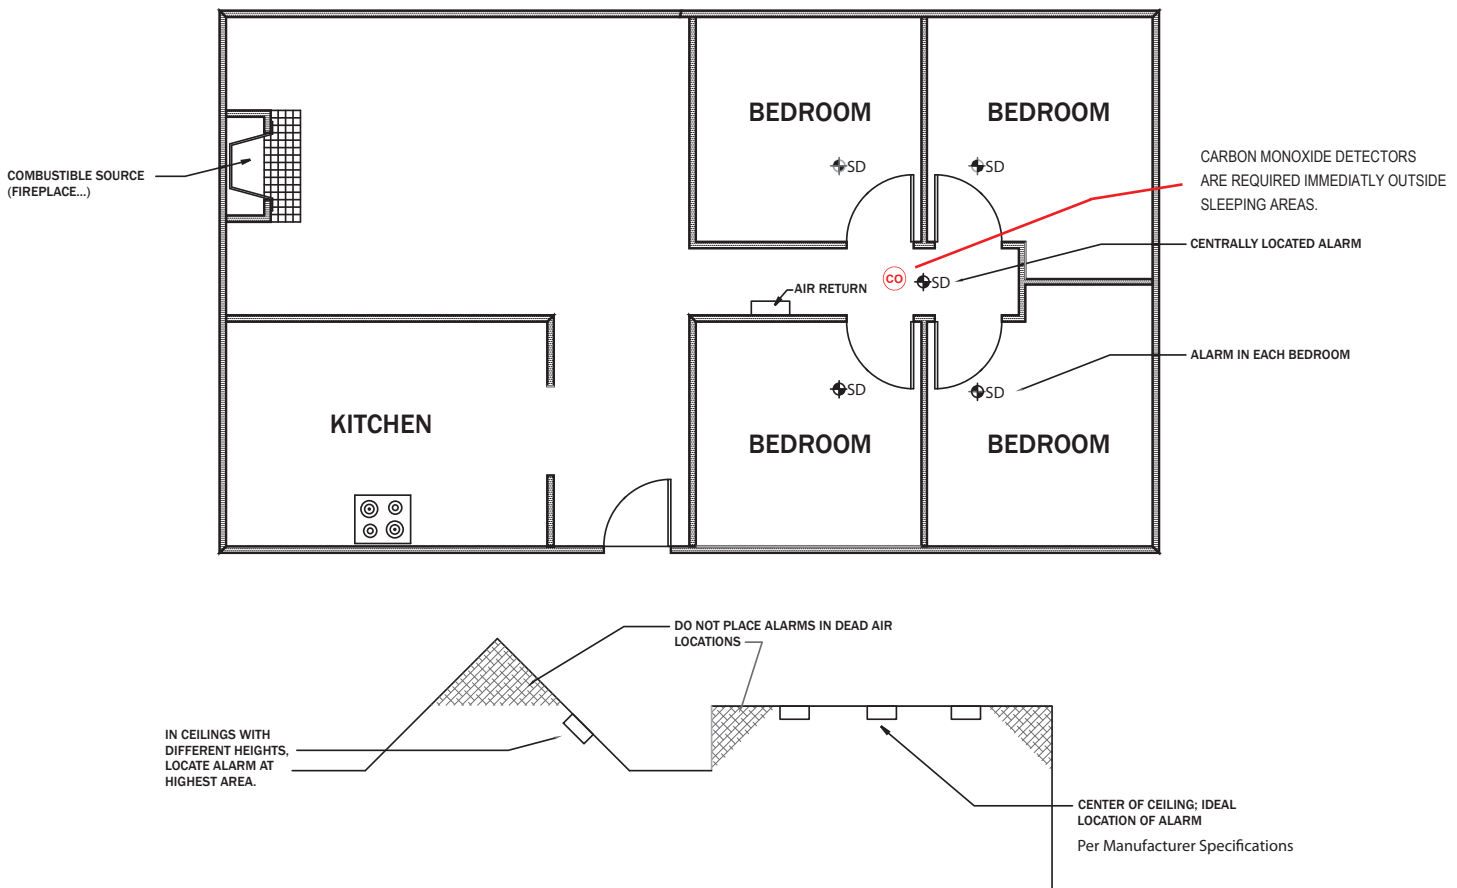 BEDROOM
BEDROOM
COMBUSTIBLE SOURCE
(FIREPLACE...)
SD
SD
CARBON MONOXIDE DETECTORS
ARE REQUIRED IMMEDIATLY OUTSIDE
SLEEPING AREAS.
CENTRALLY LOCATED ALARM
CO
SD
AIR RETURN
ALARM IN EACH BEDROOM
SD
SD
KITCHEN
BEDROOM
BEDROOM
DO NOT PLACE ALARMS IN DEAD AIR
LOCATIONS
IN CEILINGS WITH
DIFFERENT HEIGHTS,
LOCATE ALARM AT
HIGHEST AREA.
CENTER OF CEILING; IDEAL
LOCATION OF ALARM
Per Manufacturer Specifications